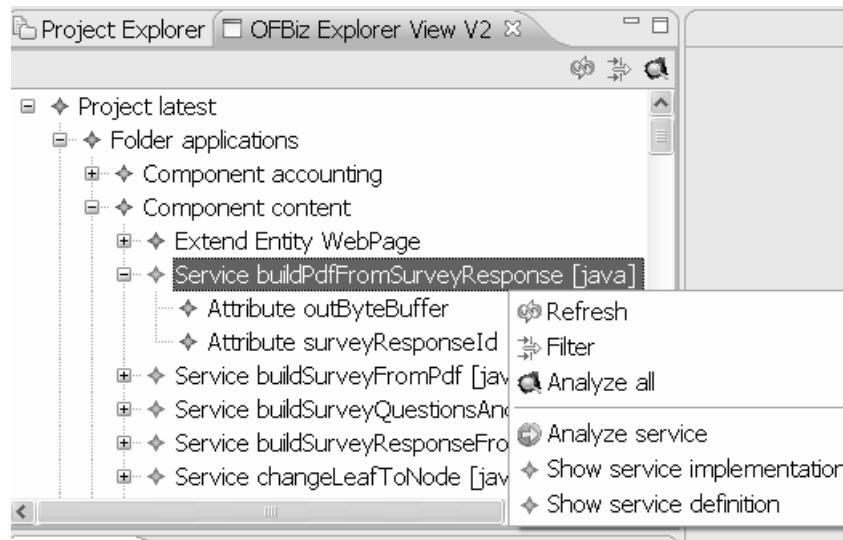 Project Explorer OFBiz Explorer View V2
Project latest
Folder applications
Component accounting
Component content
Extend Entity WebPage
Service buildPdfFromSurveyResponse [java]
Attribute outByteBuffer
Attribute surveyResponseId
Service buildSurveyFromPdf [jav
Service buildSurveyQuestionsAn
Service buildSurveyResponseFro
Service changeLeafToNode [jav
Refresh
Filter
Analyze all
Analyze service
Show service implementation
Show service definition